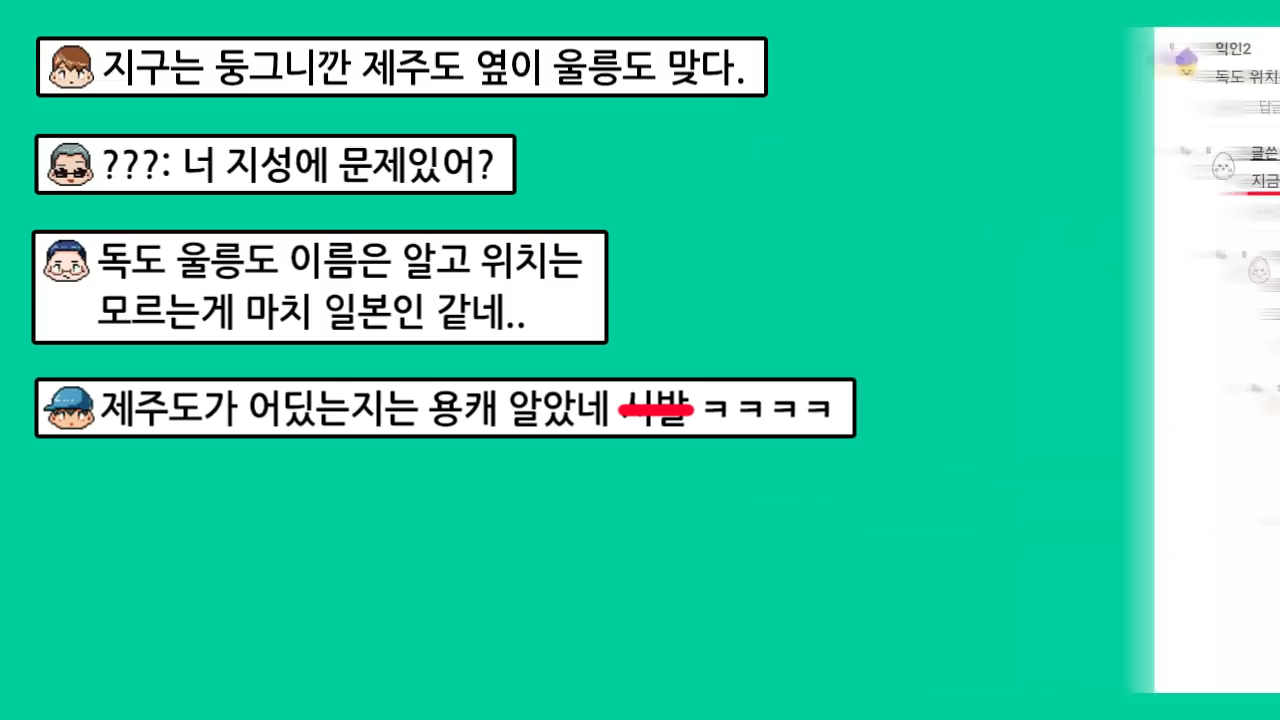 지구는 둥그니깐 제주도 옆이 울릉도 맞다.
???: 너 지성에 문제있어?
독도 울릉도 이름은 알고 위치는
모르는게 마치 일본인 같네..
제주도가 어딨는지는 용캐 알았네 시발 ㅋㅋㅋㅋ
익인2
독도 위치
글쓴
지금